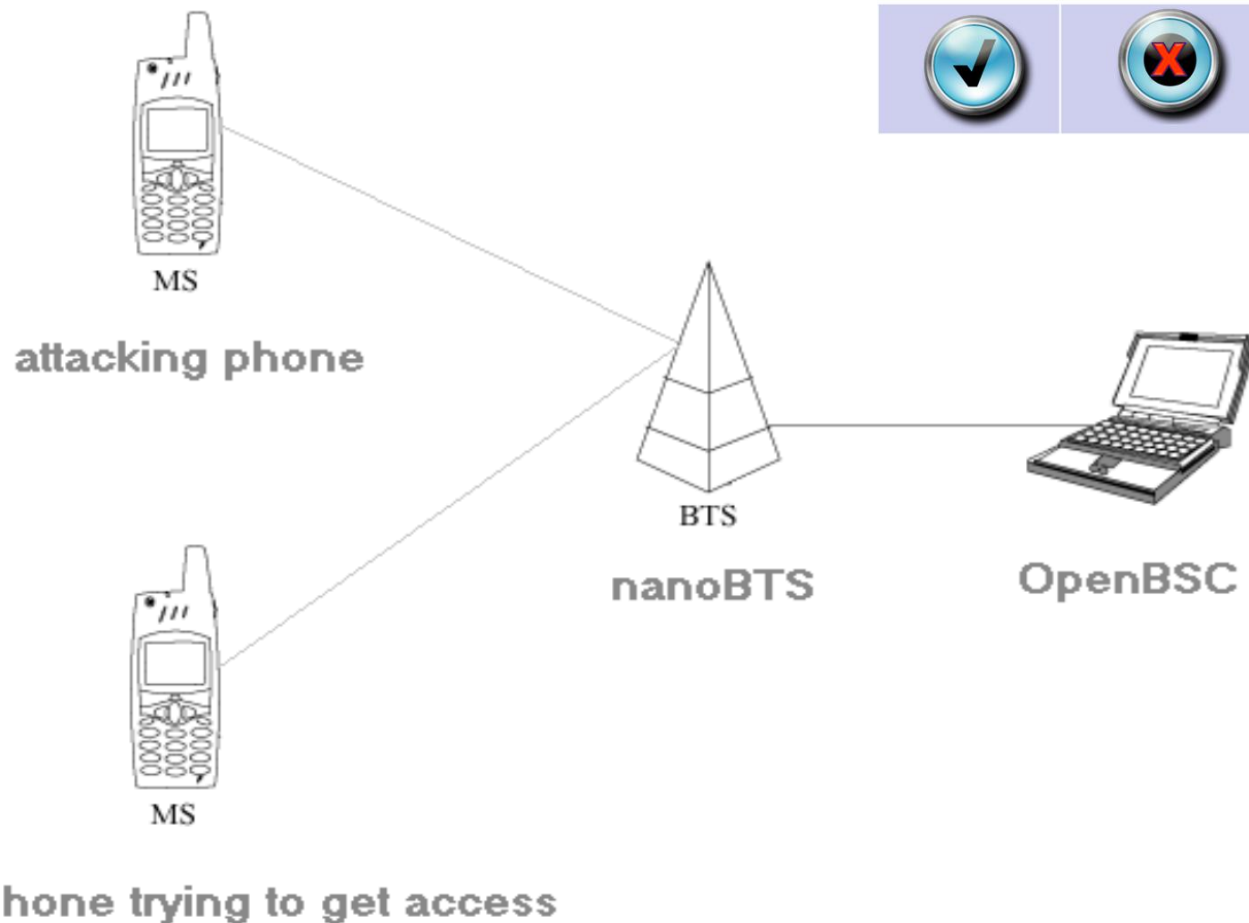 MS
attacking phone
BTS
nanoBTS
OpenBSC
MS
hone trying to get access